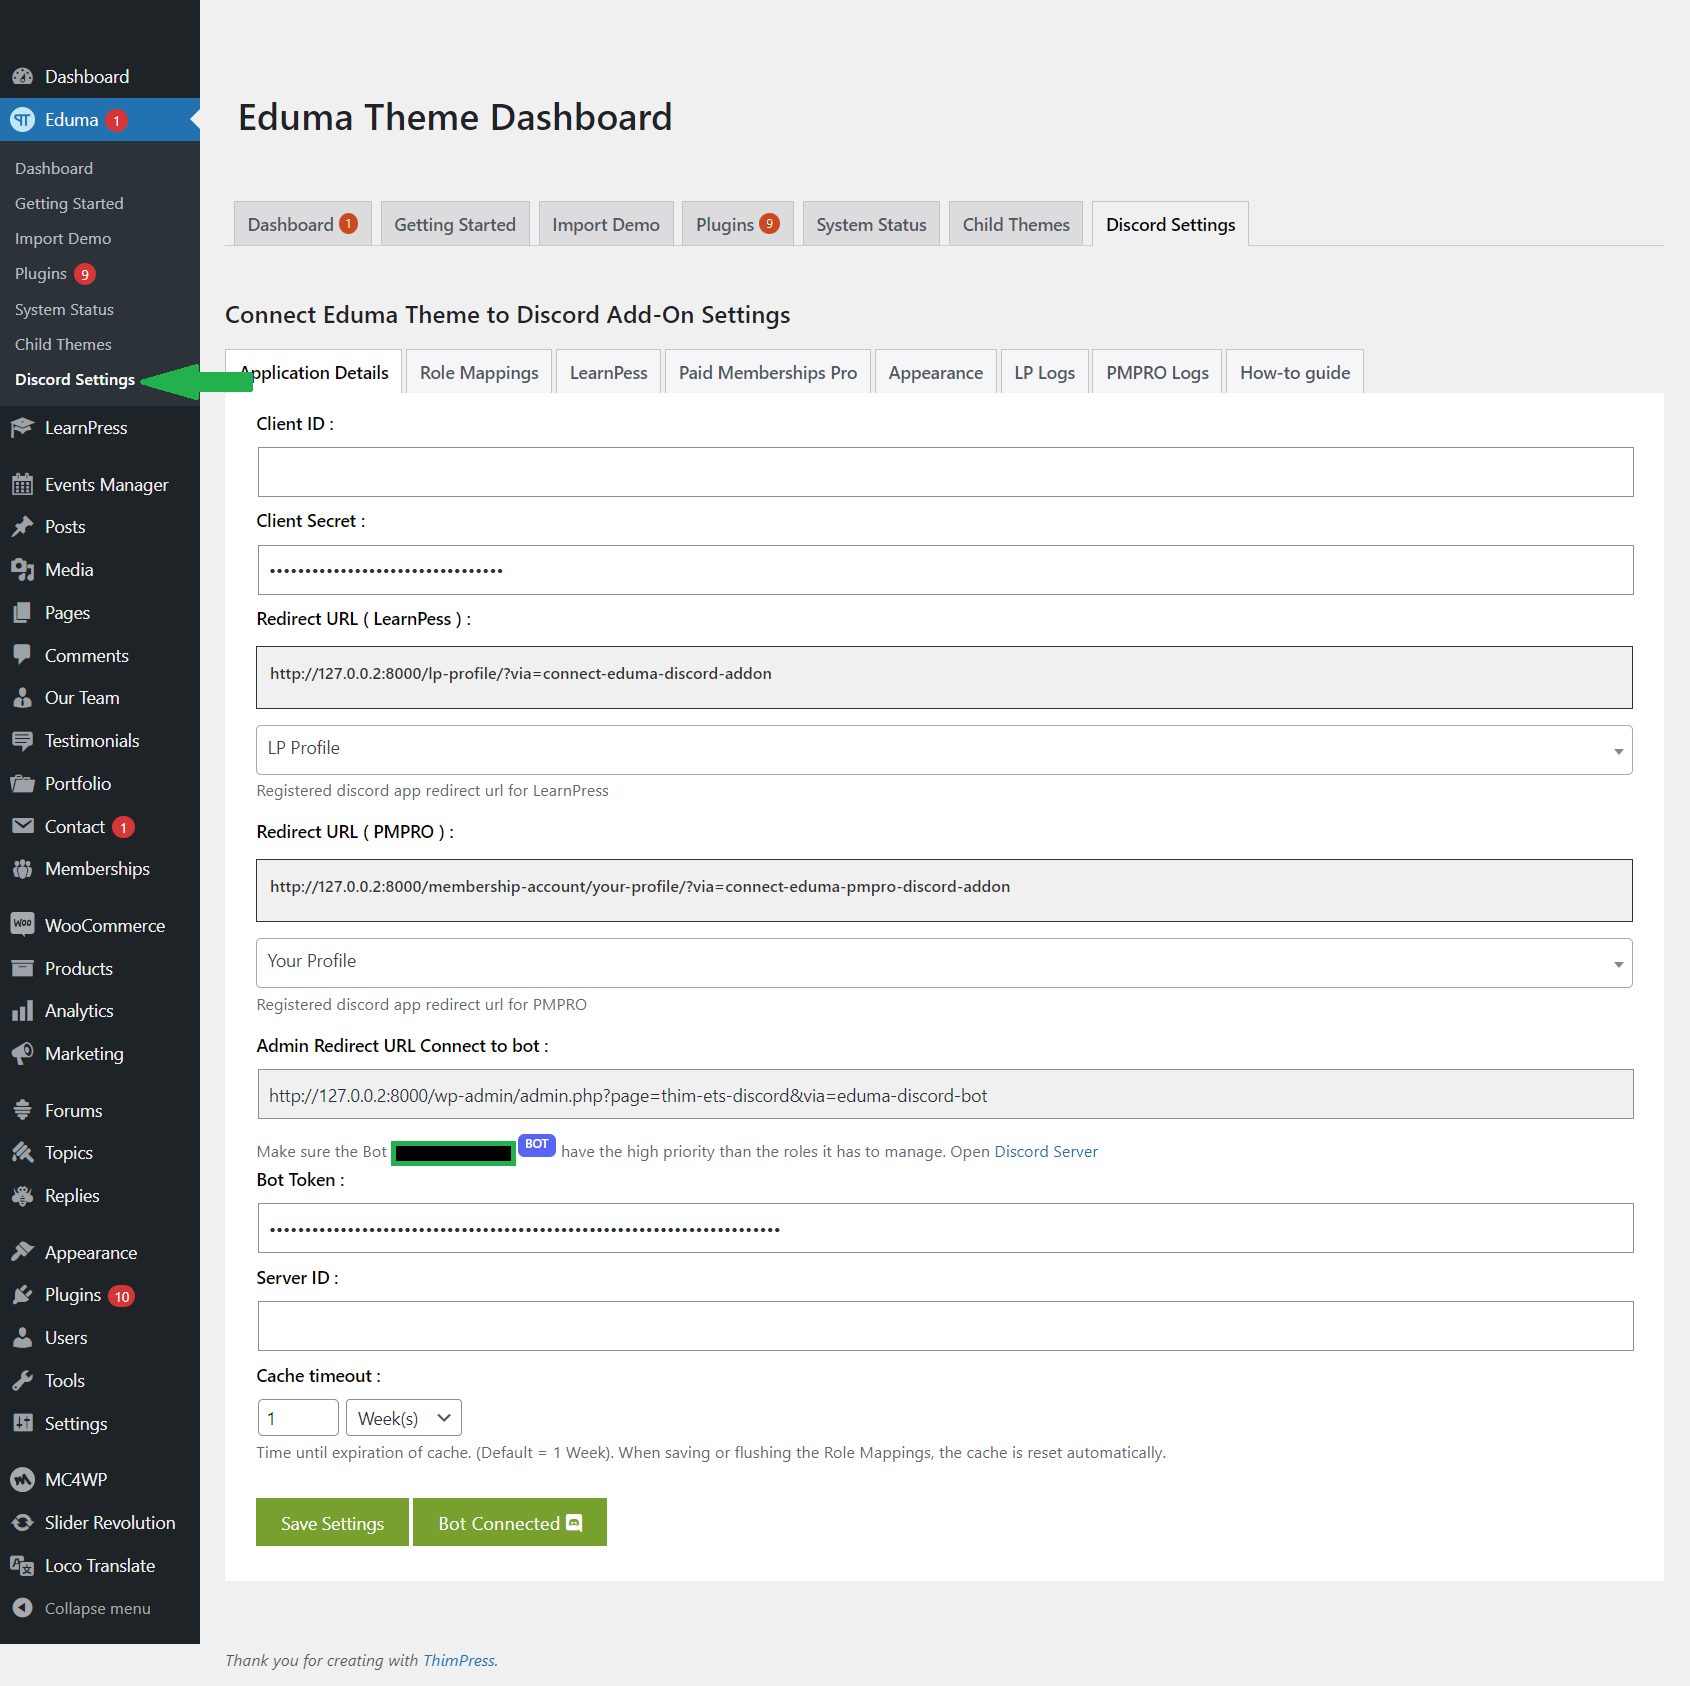 Dashboard
Eduma 1
Dashboard
Getting Started
Import Demo
Plugins 9
System Status
Child Themes
Discord Settings
LearnPress
Events Manager
Posts
Media
Pages
Comments
Our Team
Testimonials
Portfolio
Contact 1
Memberships
Woo WooCommerce
Products
Analytics
Marketing
Forums
Topics
Replies
Appearance
Plugins 10
Users
Tools
Settings
MC4WP
Slider Revolution
Loco Translate
Collapse menu
Eduma Theme Dashboard
Dashboard 1 Getting Started Import Demo Plugins 9 System Status Child Themes Discord Settings
Connect Eduma Theme to Discord Add-On Settings
Application Details Role Mappings LearnPess Paid Memberships Pro Appearance LP Logs PMPRO Logs How-to guide
Client ID :
Client Secret :
•••••••••••••••••••••••••••••••••
Redirect URL ( LearnPess ) :
http://127.0.0.2:8000/lp-profile/?via=connect-eduma-discord-addon
LP Profile
Registered discord app redirect url for LearnPress
Redirect URL ( PMPRO ) :
http://127.0.0.2:8000/membership-account/your-profile/?via=connect-eduma-pmpro-discord-addon
Your Profile
Registered discord app redirect url for PMPRO
Admin Redirect URL Connect to bot :
http://127.0.0.2:8000/wp-admin/admin.php?page=thim-ets-discord&via=eduma-discord-bot
Make sure the Bot BOT have the high priority than the roles it has to manage. Open Discord Server
Bot Token :
••••••••••••••••••••••••••••••••••••••••••••••••••••••••••••••••••••••••
Server ID :
Cache timeout :
1 Week(s)
Time until expiration of cache. (Default = 1 Week). When saving or flushing the Role Mappings, the cache is reset automatically.
Save Settings Bot Connected
Thank you for creating with ThimPress.